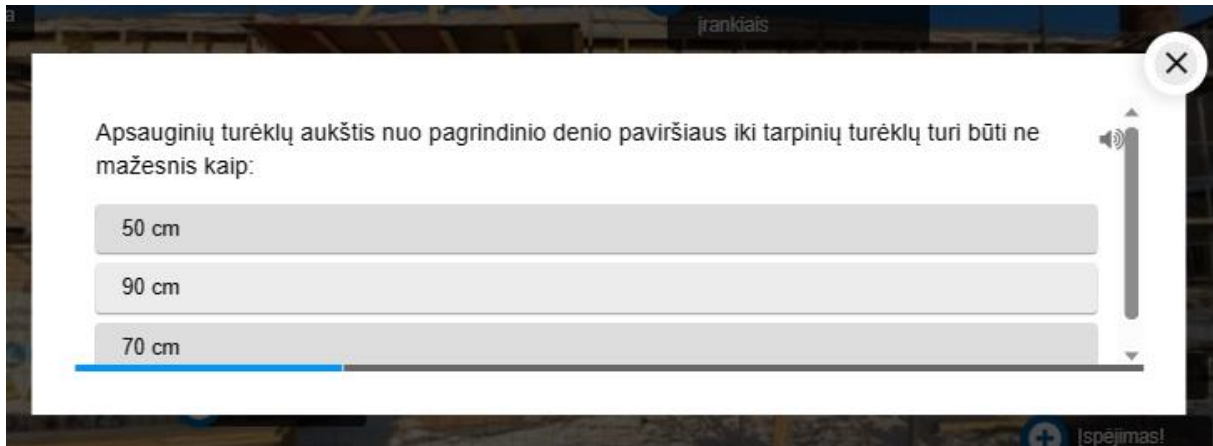 įrankiais
Apsauginių turėklų aukštis nuo pagrindinio denio paviršiaus iki tarpinių turėklų turi būti ne
mažesnis kaip:
50 cm
90 cm
70 cm
Įspėjimas!